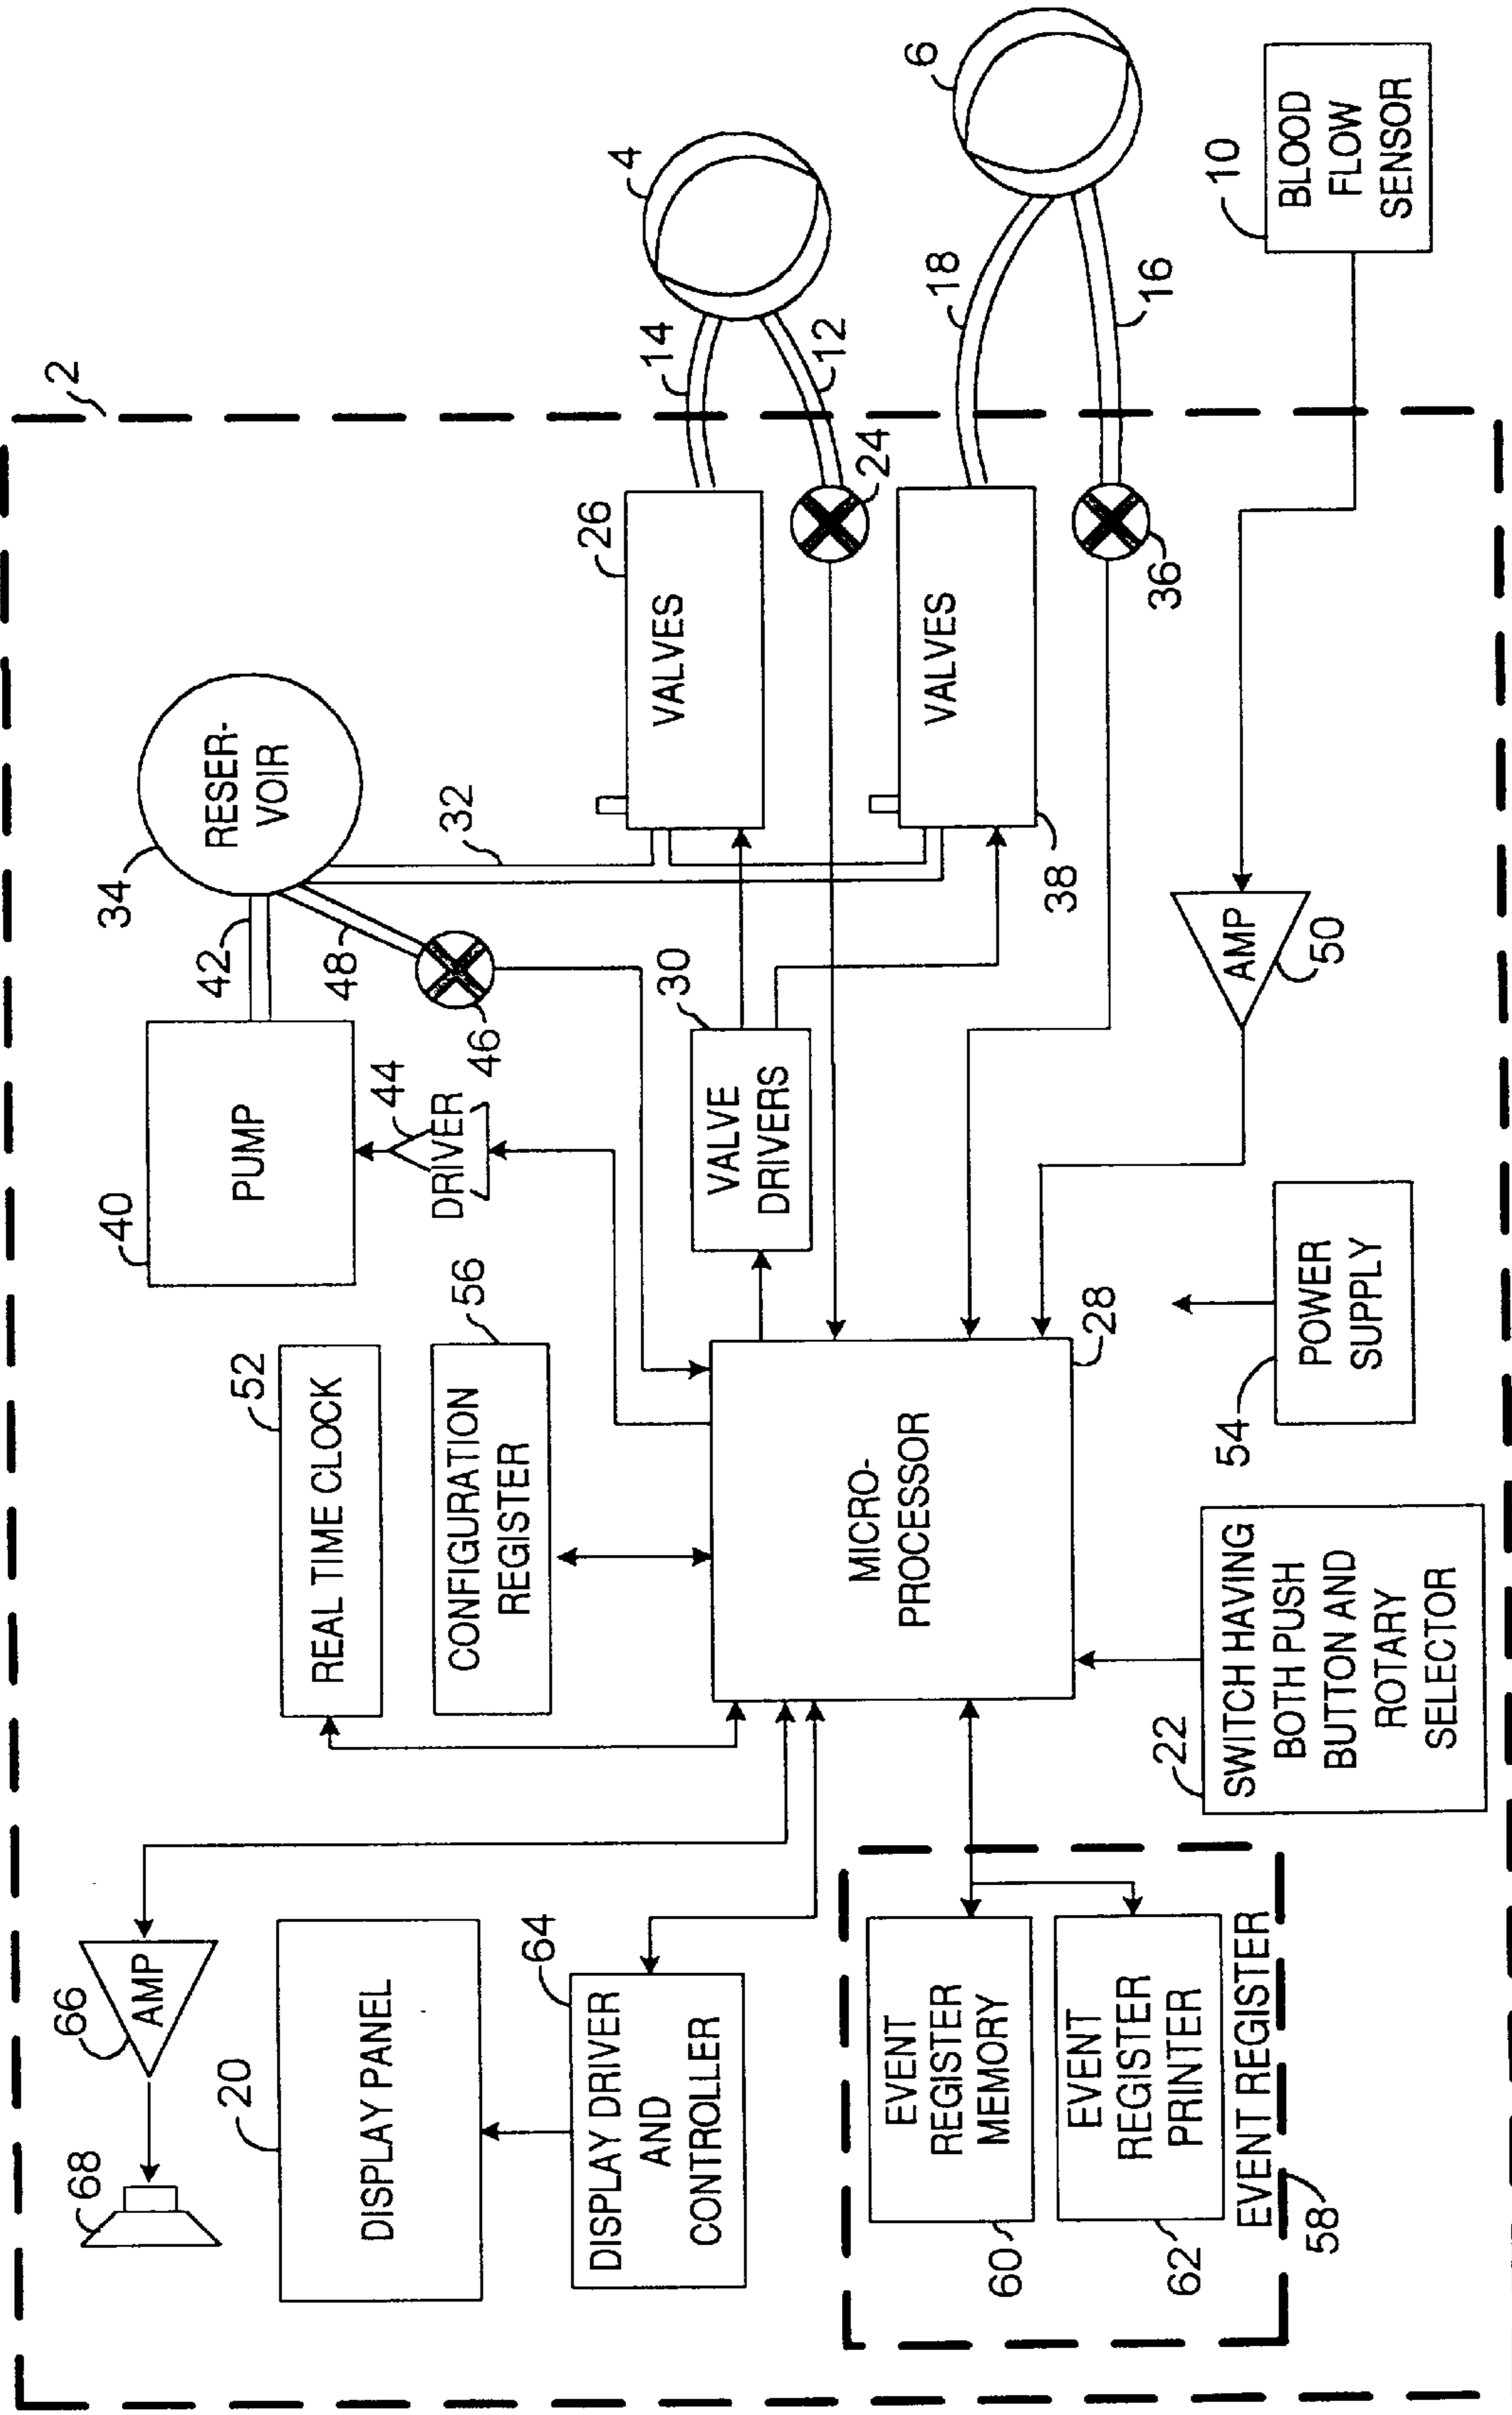 2
66
AMP
68
20
DISPLAY PANEL
64
DISPLAY DRIVER
AND
CONTROLLER
EVENT
REGISTER
MEMORY
60
EVENT
REGISTER
PRINTER
62
EVENT REGISTER
58
52
REAL TIME CLOCK
56
CONFIGURATION
REGISTER
MICRO-
PROCESSOR
28
22
SWITCH HAVING
BOTH PUSH
BUTTON AND
ROTARY
SELECTOR
54
POWER
SUPPLY
40
PUMP
44
DRIVER
42
34
RESER-
VOIR
48
46
32
30
VALVE
DRIVERS
26
VALVES
24
VALVES
38
36
AMP
50
14
12
4
18
16
6
10
BLOOD
FLOW
SENSOR